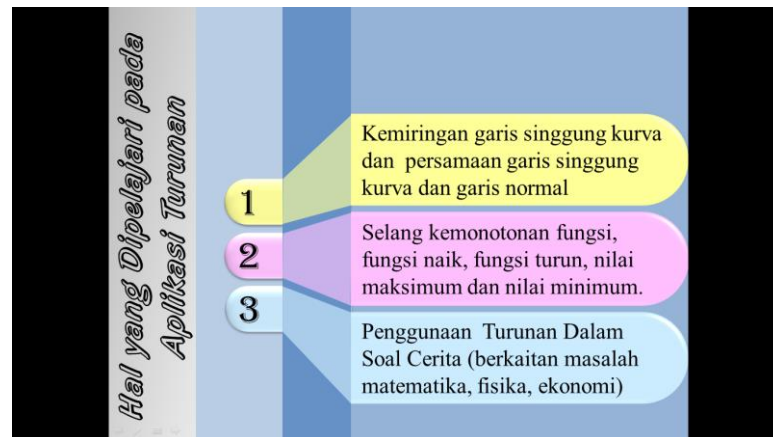 Hal yang Dipelajari pada
Aplikasi Turunan
1
Kemiringan garis singgung kurva
dan persamaan garis singgung
kurva dan garis normal
2
Selang kemonotonan fungsi,
fungsi naik, fungsi turun, nilai
maksimum dan nilai minimum.
3
Penggunaan Turunan Dalam
Soal Cerita (berkaitan masalah
matematika, fisika, ekonomi)